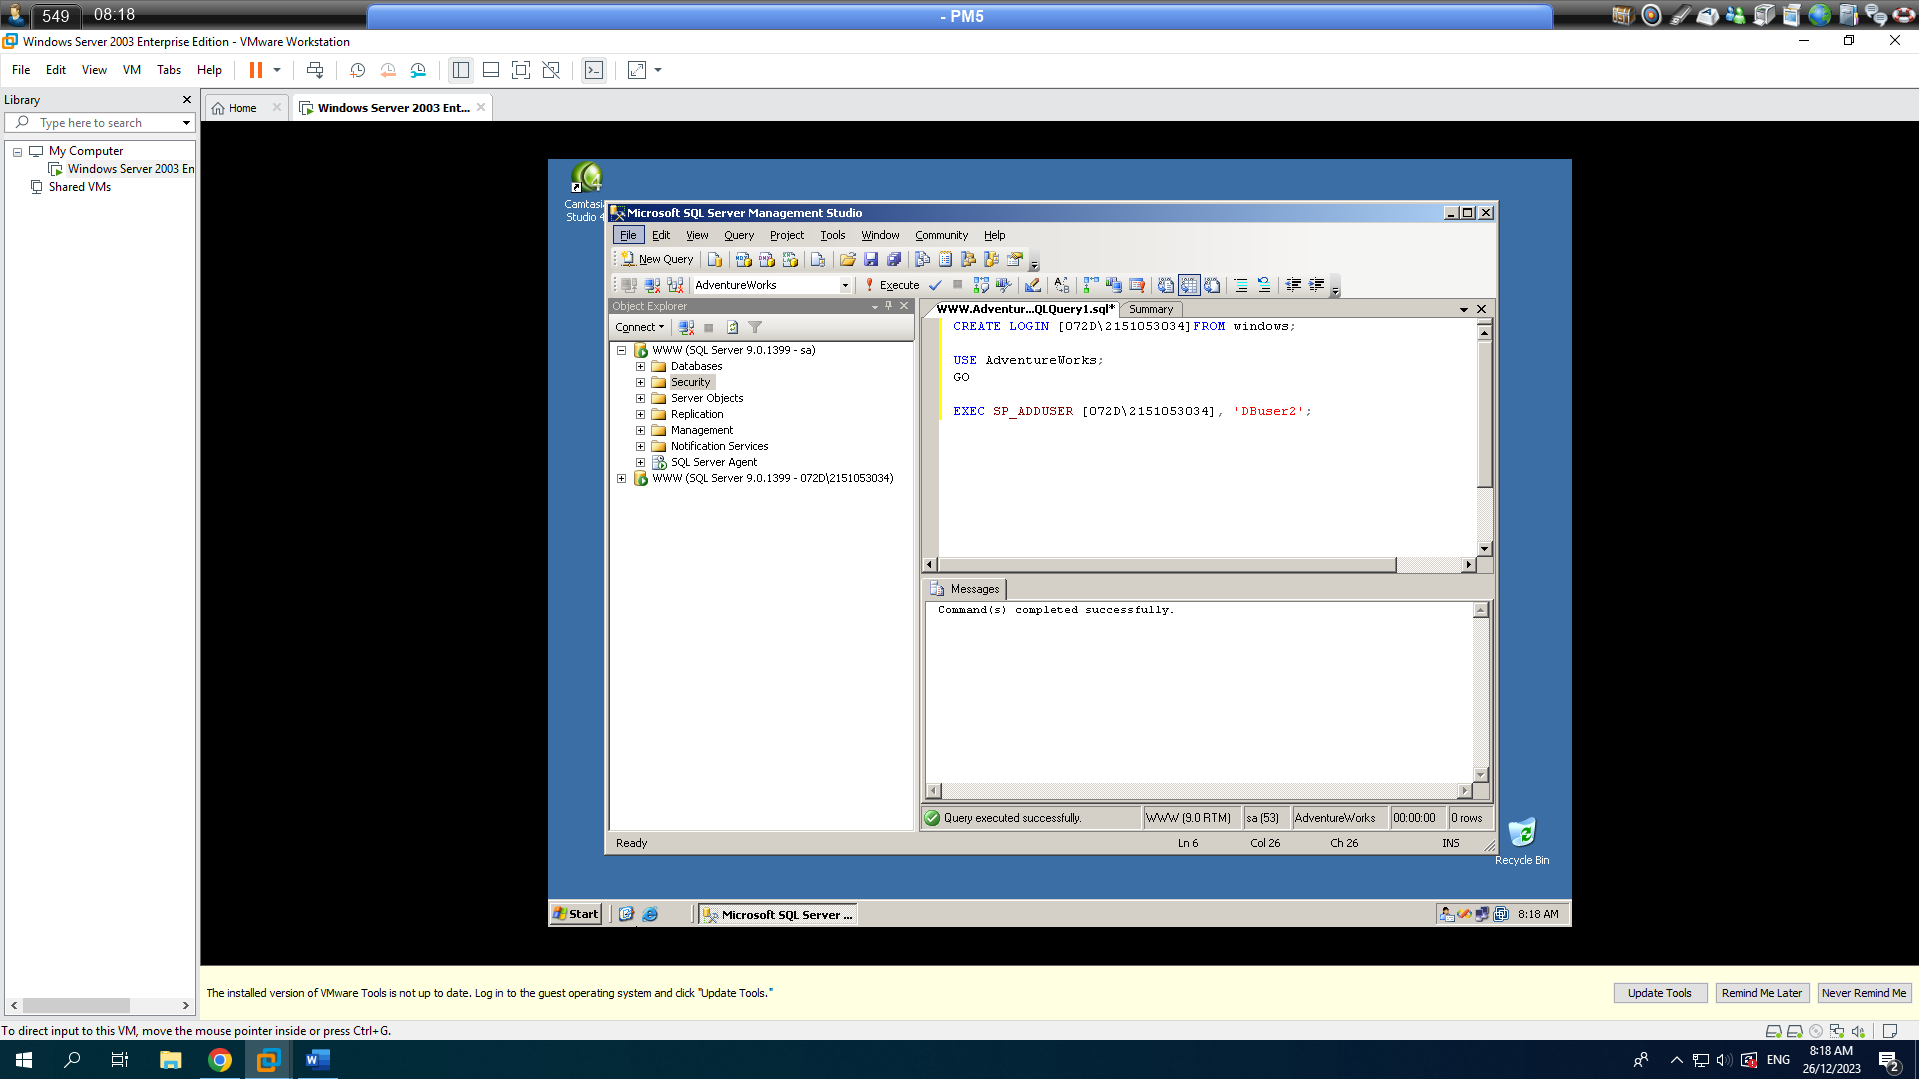 549 08:18 - PM5
Windows Server 2003 Enterprise Edition - VMware Workstation
File Edit View VM Tabs Help
Library
Type here to search
My Computer
Windows Server 2003 En
Shared VMs
Home
Windows Server 2003 Ent...
4
Camtasi
Studio 4
Microsoft SQL Server Management Studio
File Edit View Query Project Tools Window Community Help
New Query
AdventureWorks
Execute
Object Explorer
Connect
WWW (SQL Server 9.0.1399 - sa)
Databases
Security
Server Objects
Replication
Management
Notification Services
SQL Server Agent
WWW (SQL Server 9.0.1399 - 072D\2151053034)
WWW.Adventur...QLQuery1.sql* Summary
CREATE LOGIN [072D\2151053034]FROM windows;
USE AdventureWorks;
GO
EXEC SP_ADDUSER [072D\2151053034], 'DBuser2';
Messages
Command(s) completed successfully.
Query executed successfully. WWW (9.0 RTM) sa (53) AdventureWorks 00:00:00 0 rows
Ready Ln 6 Col 26 Ch 26 INS
Recycle Bin
Start Microsoft SQL Server ... 8:18 AM
The installed version of VMware Tools is not up to date. Log in to the guest operating system and click "Update Tools."
Update Tools Remind Me Later Never Remind Me
To direct input to this VM, move the mouse pointer inside or press Ctrl+G.
ENG 8:18 AM
26/12/2023
2